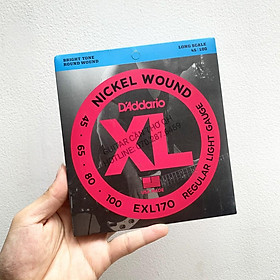 BRIGHT TONE
ROUND WOUND
LONG SCALE
45-100
NICKEL WOUND
D'Addario
XL
45 · 65 · 80 · 100
EXL170
REGULAR LIGHT GAUGE